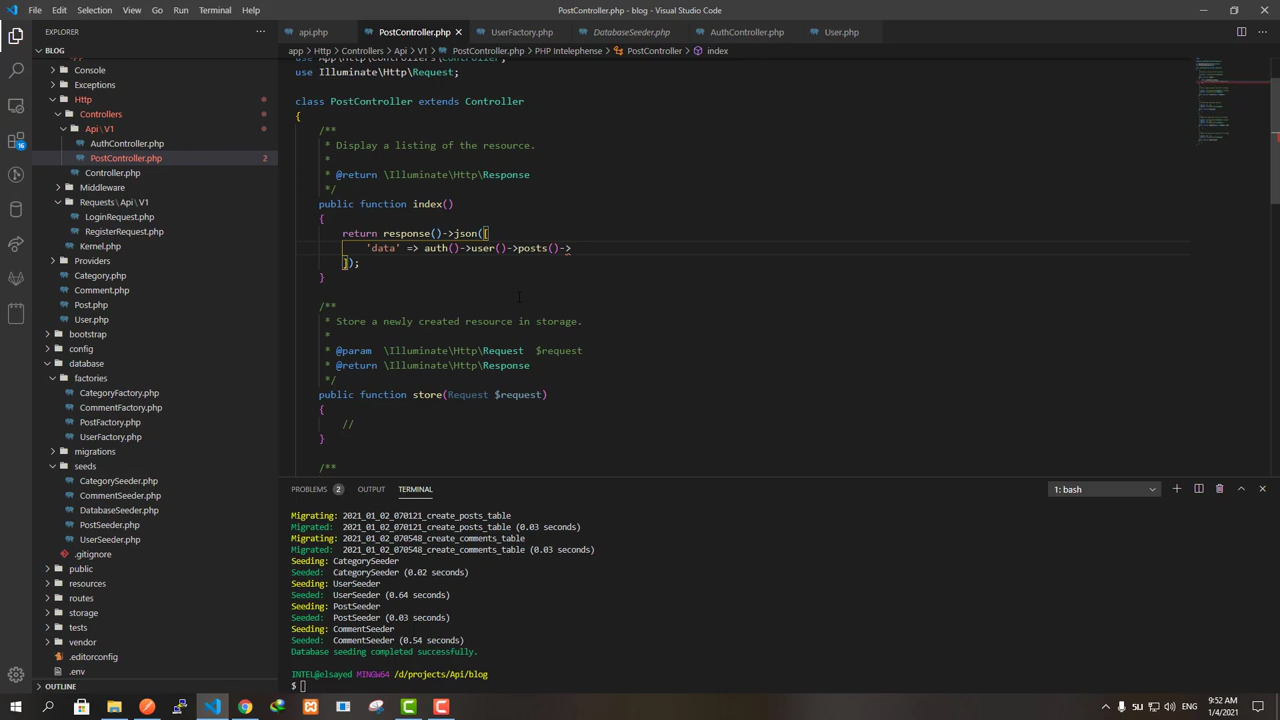 File Edit Selection View Go Run Terminal Help
PostController.php - blog - Visual Studio Code
EXPLORER
api.php
PostController.php
UserFactory.php
DatabaseSeeder.php
AuthController.php
User.php
BLOG
app > Http > Controllers > Api > V1 > PostController.php > PHP Intelephense > PostController > index
Console
Exceptions
Http
Controllers
Api \ V1
AuthController.php
PostController.php 2
Controller.php
Middleware
Requests \ Api \ V1
LoginRequest.php
RegisterRequest.php
Kernel.php
Providers
Category.php
Comment.php
Post.php
User.php
bootstrap
config
database
factories
CategoryFactory.php
CommentFactory.php
PostFactory.php
UserFactory.php
migrations
seeds
CategorySeeder.php
CommentSeeder.php
DatabaseSeeder.php
PostSeeder.php
UserSeeder.php
.gitignore
public
resources
routes
storage
tests
vendor
.editorconfig
.env
OUTLINE
16
use App\Http\Controllers\Controller;
use Illuminate\Http\Request;
class PostController extends Controller
{
/**
* Display a listing of the resource.
*
* @return \Illuminate\Http\Response
*/
public function index()
{
return response()->json([
'data' => auth()->user()->posts()->
]);
}
/**
* Store a newly created resource in storage.
*
* @param  \Illuminate\Http\Request  $request
* @return \Illuminate\Http\Response
*/
public function store(Request $request)
{
//
}
/**
PROBLEMS 2 OUTPUT TERMINAL
1: bash
Migrating: 2021_01_02_070121_create_posts_table
Migrated:  2021_01_02_070121_create_posts_table (0.03 seconds)
Migrating: 2021_01_02_070548_create_comments_table
Migrated:  2021_01_02_070548_create_comments_table (0.03 seconds)
Seeding: CategorySeeder
Seeded:  CategorySeeder (0.02 seconds)
Seeding: UserSeeder
Seeded:  UserSeeder (0.64 seconds)
Seeding: PostSeeder
Seeded:  PostSeeder (0.03 seconds)
Seeding: CommentSeeder
Seeded:  CommentSeeder (0.54 seconds)
Database seeding completed successfully.
INTEL@elsayed MINGW64 /d/projects/Api/blog
$
ENG
9:52 AM
1/4/2021